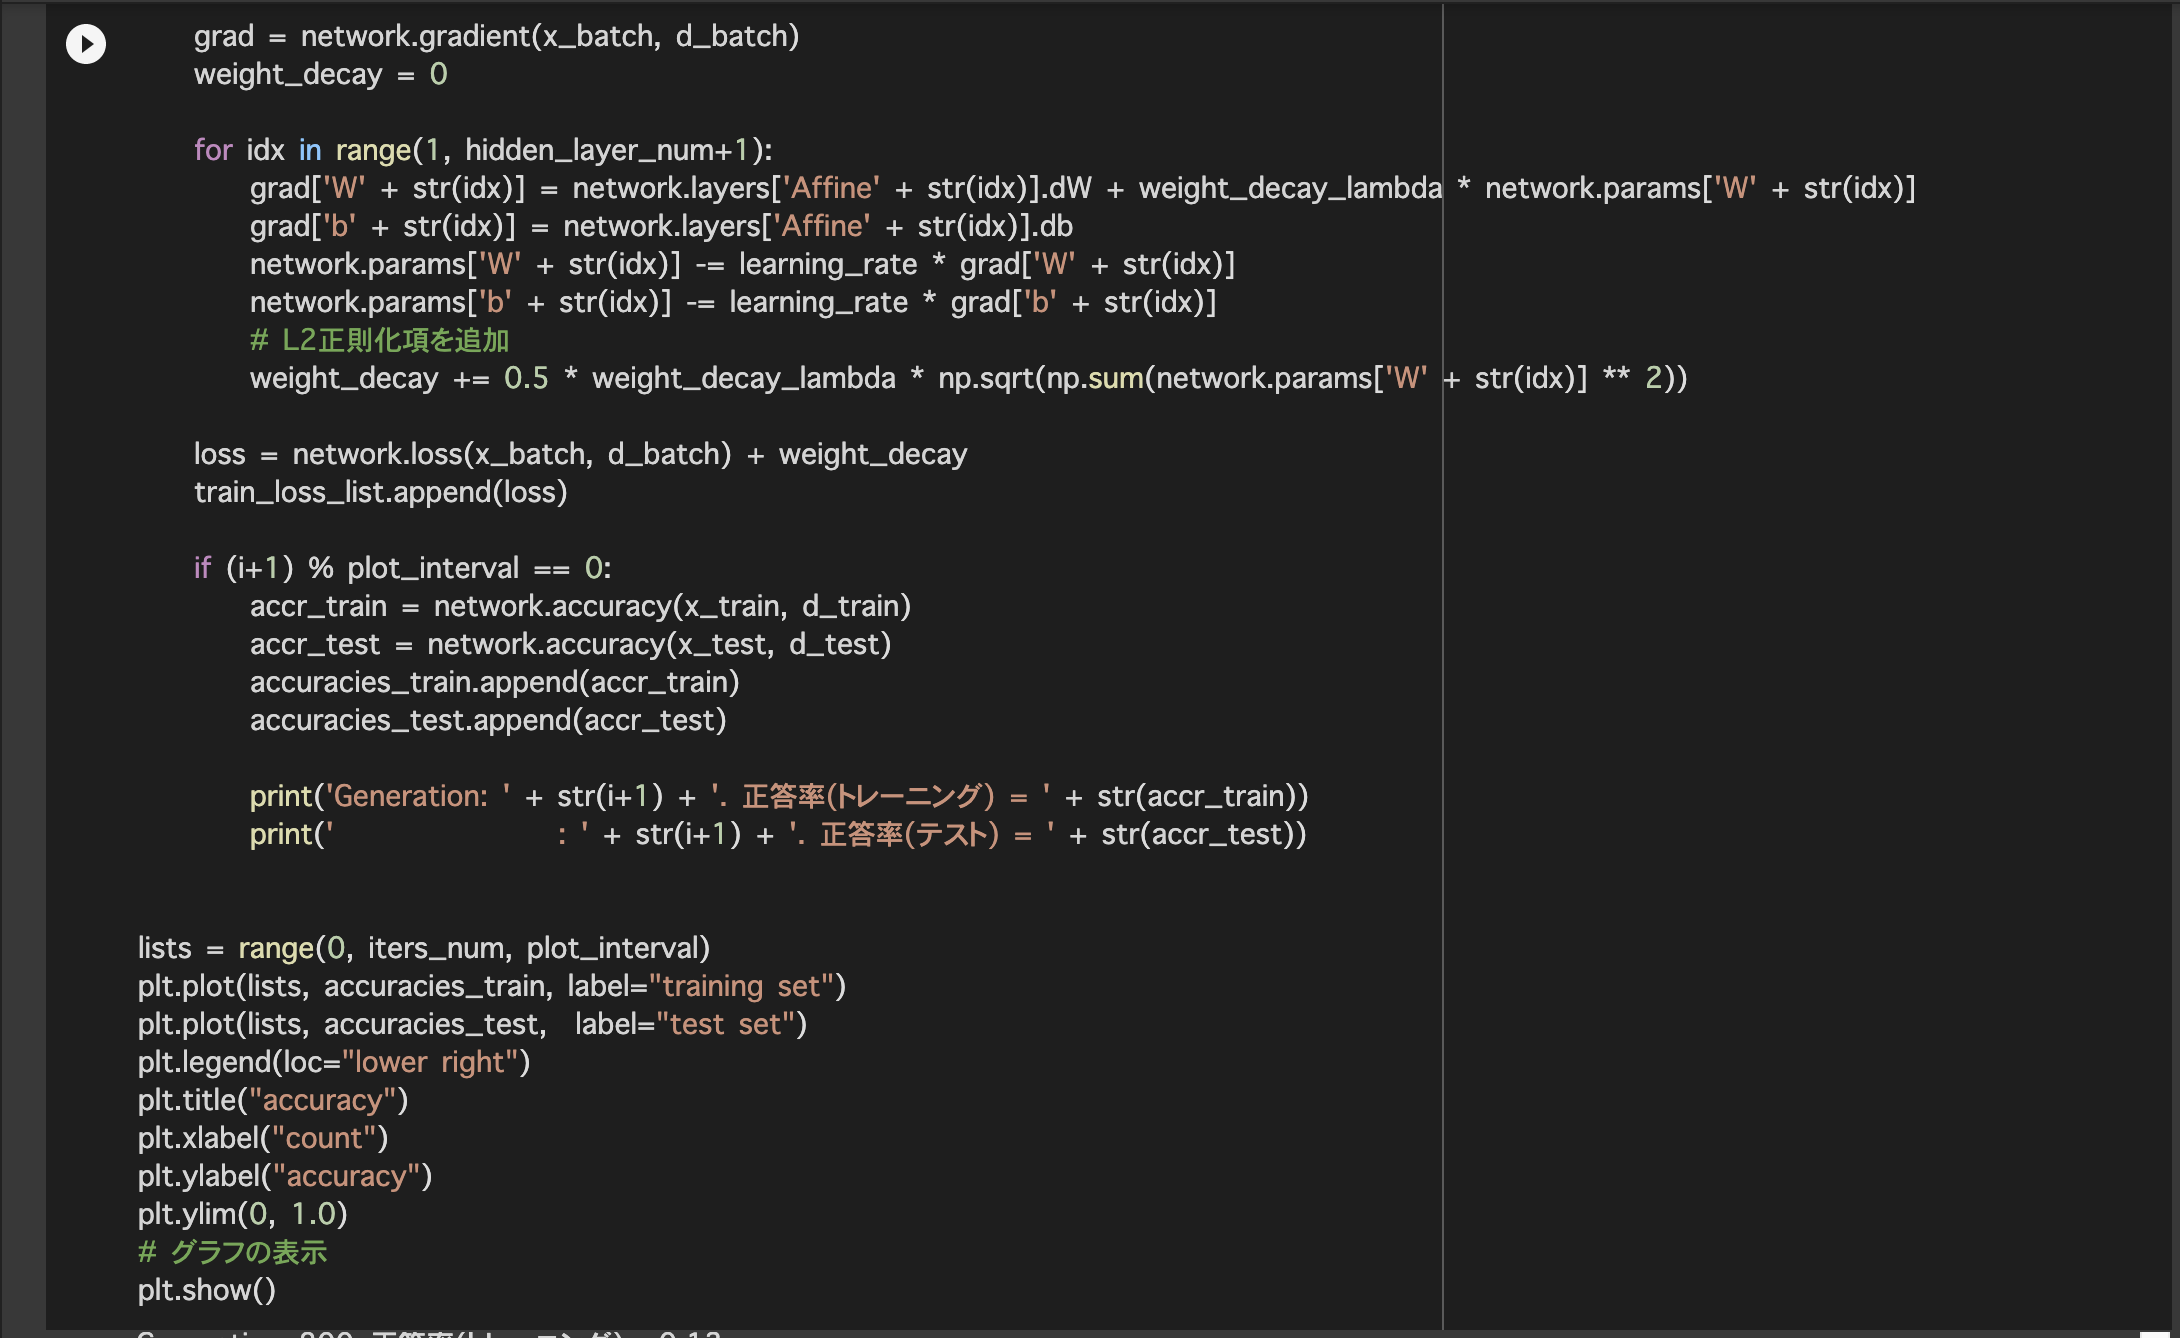 grad = network.gradient(x_batch, d_batch)
weight_decay = 0
for idx in range(1, hidden_layer_num+1):
grad['W' + str(idx)] = network.layers['Affine' + str(idx)].dW + weight_decay_lambda * network.params['W' + str(idx)]
grad['b' + str(idx)] = network.layers['Affine' + str(idx)].db
network.params['W' + str(idx)] -= learning_rate * grad['W' + str(idx)]
network.params['b' + str(idx)] -= learning_rate * grad['b' + str(idx)]
# L2正則化項を追加
weight_decay += 0.5 * weight_decay_lambda * np.sqrt(np.sum(network.params['W' + str(idx)] ** 2))
loss = network.loss(x_batch, d_batch) + weight_decay
train_loss_list.append(loss)
if (i+1) % plot_interval == 0:
accr_train = network.accuracy(x_train, d_train)
accr_test = network.accuracy(x_test, d_test)
accuracies_train.append(accr_train)
accuracies_test.append(accr_test)
print('Generation: ' + str(i+1) + '. 正答率(トレーニング) = ' + str(accr_train))
print('                : ' + str(i+1) + '. 正答率(テスト) = ' + str(accr_test))
lists = range(0, iters_num, plot_interval)
plt.plot(lists, accuracies_train, label="training set")
plt.plot(lists, accuracies_test,  label="test set")
plt.legend(loc="lower right")
plt.title("accuracy")
plt.xlabel("count")
plt.ylabel("accuracy")
plt.ylim(0, 1.0)
# グラフの表示
plt.show()